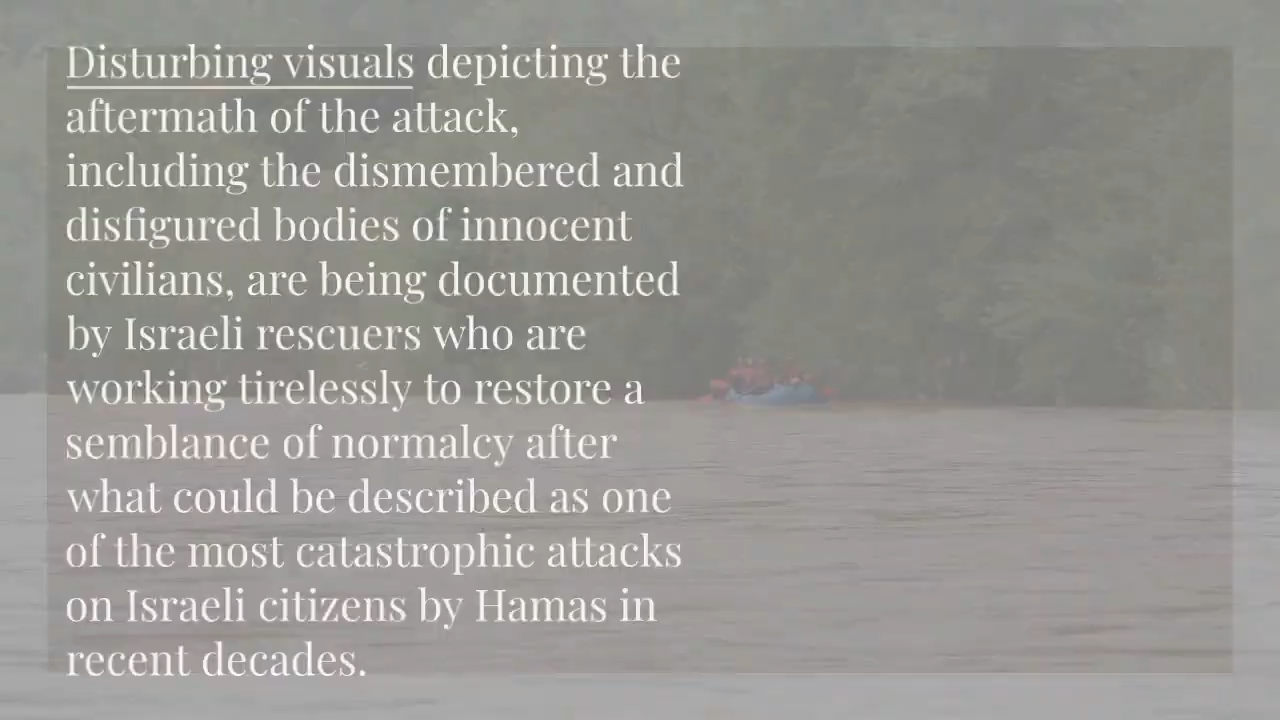 Disturbing visuals depicting the
aftermath of the attack,
including the dismembered and
disfigured bodies of innocent
civilians, are being documented
by Israeli rescuers who are
working tirelessly to restore a
semblance of normalcy after
what could be described as one
of the most catastrophic attacks
on Israeli citizens by Hamas in
recent decades.